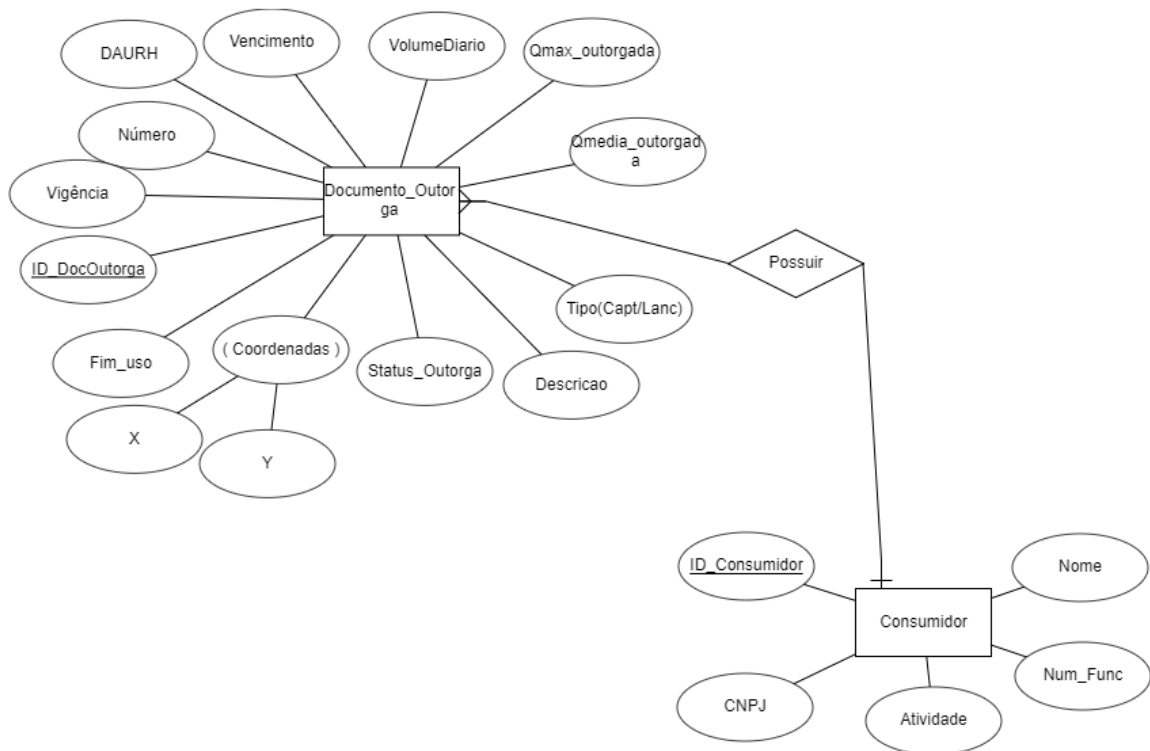 Vencimento
VolumeDiario
DAURH
Qmax_outorgada
Número
Qmedia_outorgad
a
Vigência
Documento_Outor
ga
ID_DocOutorga
Possuir
Tipo(Capt/Lanc)
( Coordenadas )
Fim_uso
Status_Outorga
Descricao
X
Y
ID_Consumidor
Nome
Consumidor
Num_Func
CNPJ
Atividade